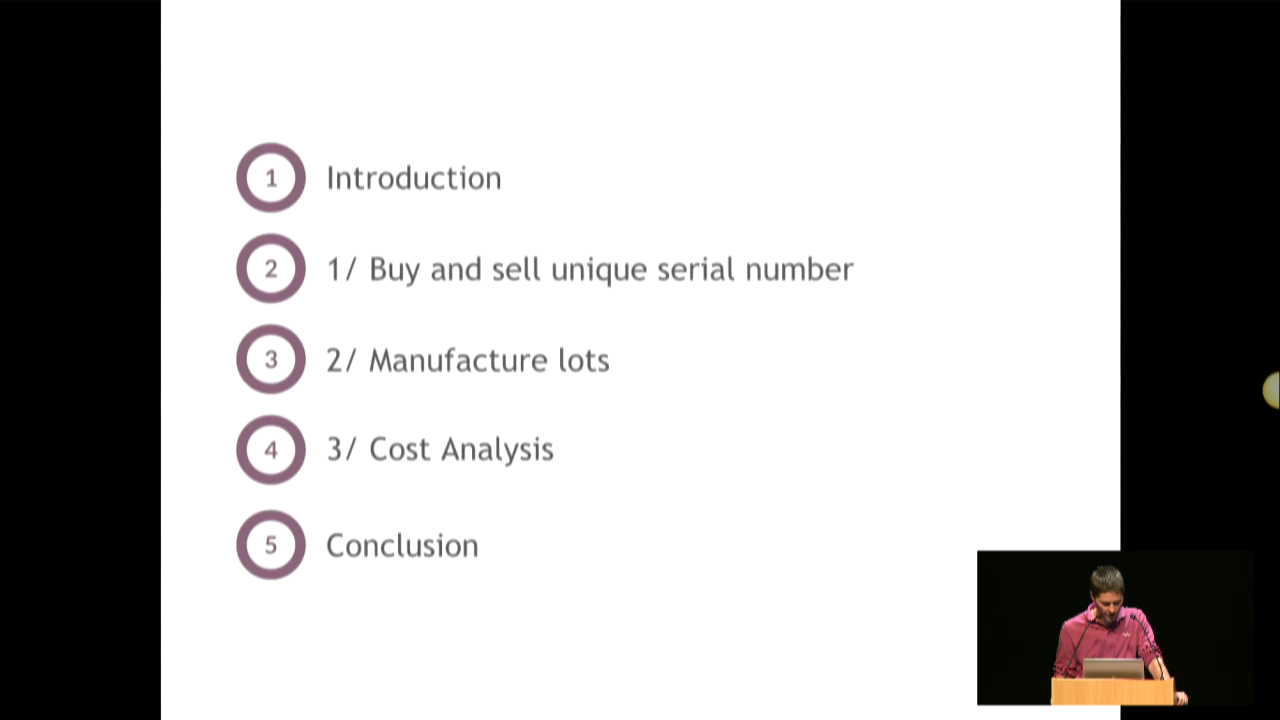 1 Introduction
2 1/ Buy and sell unique serial number
3 2/ Manufacture lots
4 3/ Cost Analysis
5 Conclusion